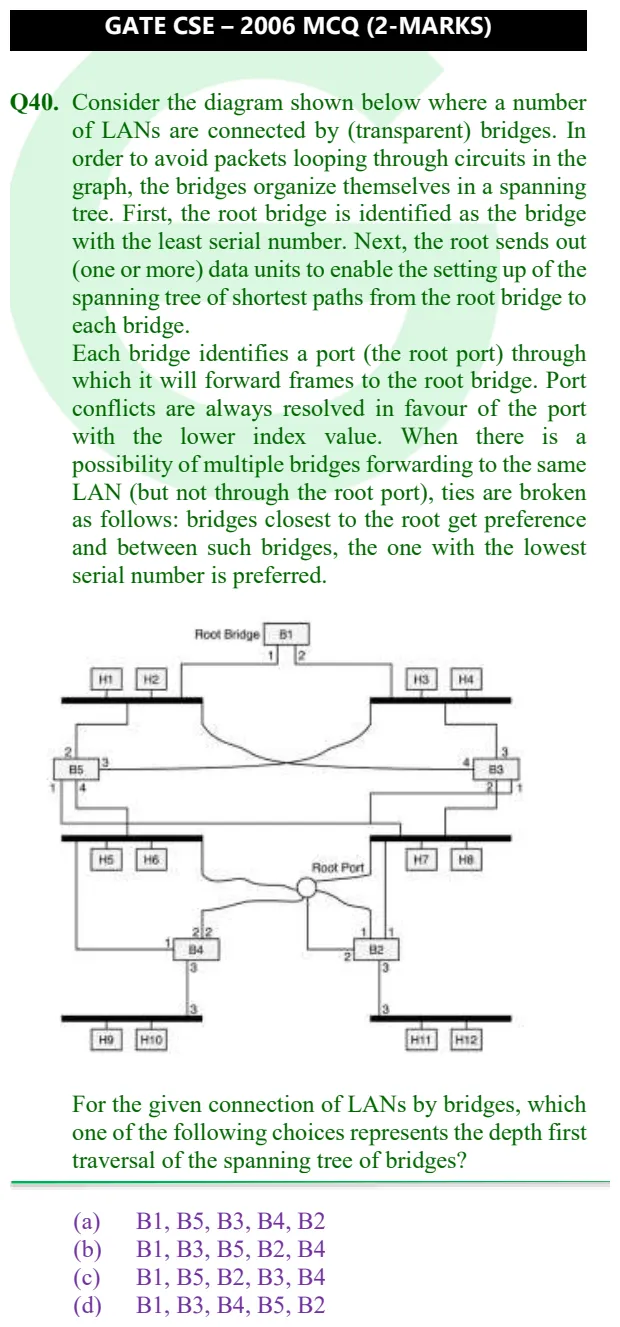 GATE CSE – 2006 MCQ (2-MARKS)
Q40. Consider the diagram shown below where a number
of LANs are connected by (transparent) bridges. In
order to avoid packets looping through circuits in the
graph, the bridges organize themselves in a spanning
tree. First, the root bridge is identified as the bridge
with the least serial number. Next, the root sends out
(one or more) data units to enable the setting up of the
spanning tree of shortest paths from the root bridge to
each bridge.
Each bridge identifies a port (the root port) through
which it will forward frames to the root bridge. Port
conflicts are always resolved in favour of the port
with the lower index value. When there is a
possibility of multiple bridges forwarding to the same
LAN (but not through the root port), ties are broken
as follows: bridges closest to the root get preference
and between such bridges, the one with the lowest
serial number is preferred.
Root Bridge B1
1 2
H1 H2 H3 H4
2 3
B5 3 4 B3
1 4 2 1
H5 H6 H7 H8
Root Port
2 2 1 1
1 B4 2 B2
3 3
3 3
H9 H10 H11 H12
For the given connection of LANs by bridges, which
one of the following choices represents the depth first
traversal of the spanning tree of bridges?
(a) B1, B5, B3, B4, B2
(b) B1, B3, B5, B2, B4
(c) B1, B5, B2, B3, B4
(d) B1, B3, B4, B5, B2